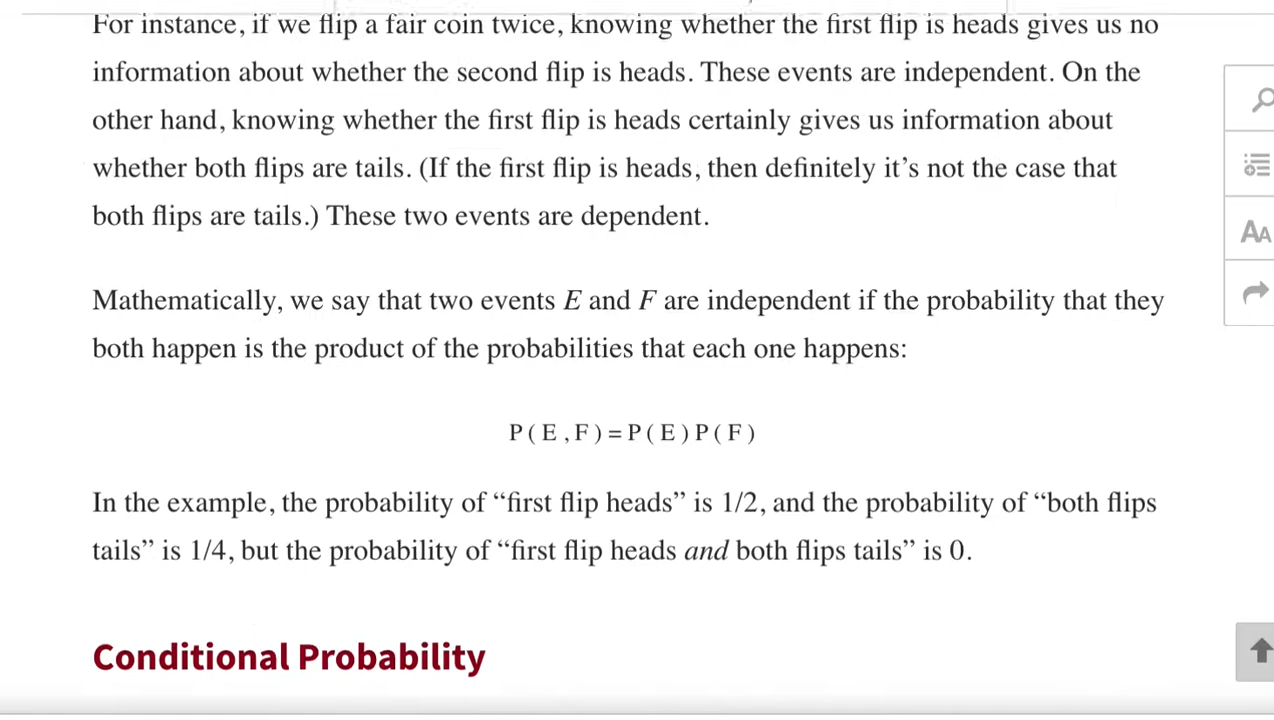 For instance, if we flip a fair coin twice, knowing whether the first flip is heads gives us no
information about whether the second flip is heads. These events are independent. On the
other hand, knowing whether the first flip is heads certainly gives us information about
whether both flips are tails. (If the first flip is heads, then definitely it’s not the case that
both flips are tails.) These two events are dependent.
Mathematically, we say that two events E and F are independent if the probability that they
both happen is the product of the probabilities that each one happens:
P(E,F)=P(E)P(F)
In the example, the probability of “first flip heads” is 1/2, and the probability of “both flips
tails” is 1/4, but the probability of “first flip heads and both flips tails” is 0.
Conditional Probability
AA